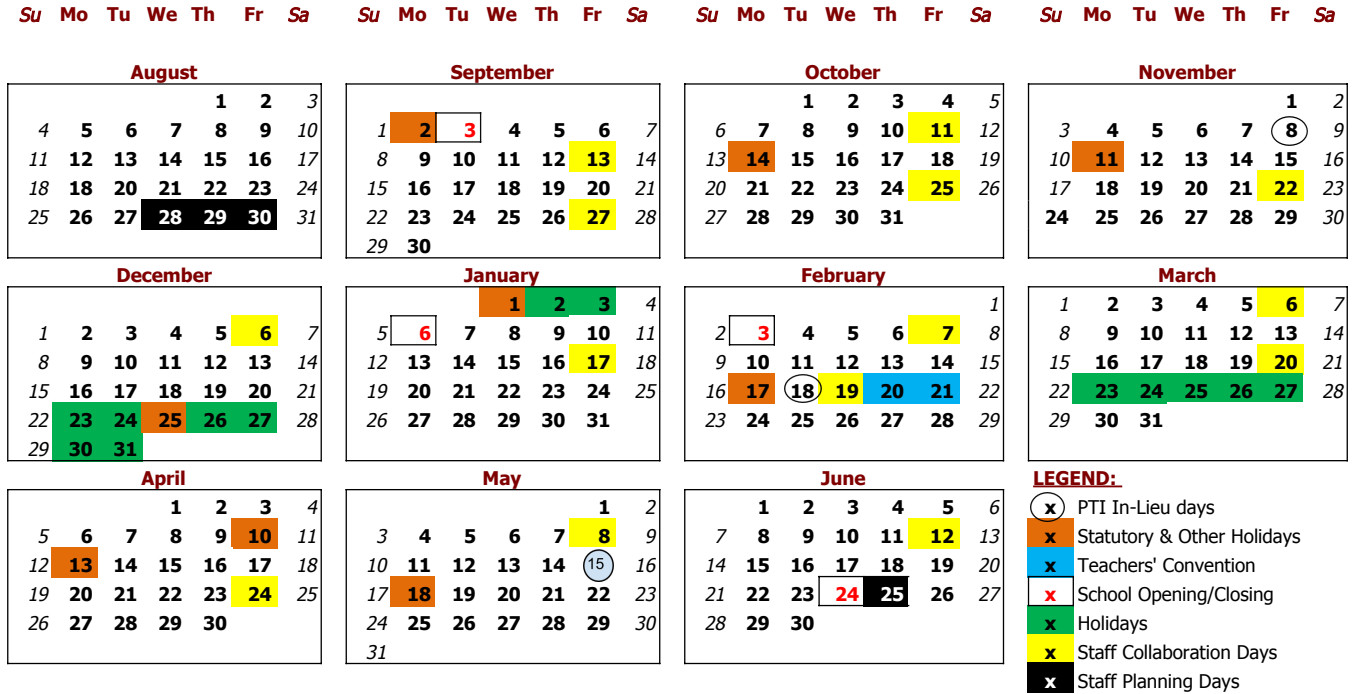 Su Mo Tu We Th Fr Sa Su Mo Tu We Th Fr Sa Su Mo Tu We Th Fr Sa Su Mo Tu We Th Fr Sa
August
1 2 3
4 5 6 7 8 9 10
11 12 13 14 15 16 17
18 18 20 21 22 23 24
25 26 27 28 29 30 31
September
1 2 3 4 5 6 7
8 9 10 11 12 13 14
15 16 17 18 19 20 21
22 23 24 25 26 27 28
29 30
October
1 2 3 4 5
6 7 8 9 10 11 12
13 14 15 16 17 18 19
20 21 22 23 24 25 26
27 28 29 30 31
November
1 2
3 4 5 6 7 8 9
10 11 12 13 14 15 16
17 18 19 20 21 22 23
24 25 26 27 28 29 30
December
1 2 3 4 5 6 7
8 9 10 11 12 13 14
15 16 17 18 19 20 21
22 23 24 25 26 27 28
29 30 31
January
1 2 3 4
5 6 7 8 9 10 11
12 13 14 15 16 17 18
19 20 21 22 23 24 25
26 27 28 29 30 31
February
1
2 3 4 5 6 7 8
9 10 11 12 13 14 15
16 17 18 19 20 21 22
23 24 25 26 27 28 29
March
1 2 3 4 5 6 7
8 9 10 11 12 13 14
15 16 17 18 19 20 21
22 23 24 25 26 27 28
29 30 31
April
1 2 3 4
5 6 7 8 9 10 11
12 13 14 15 16 17 18
19 20 21 22 23 24 25
26 27 28 29 30
May
1 2
3 4 5 6 7 8 9
10 11 12 13 14 15 16
17 18 19 20 21 22 23
24 25 26 27 28 29 30
31
June
1 2 3 4 5 6
7 8 9 10 11 12 13
14 15 16 17 18 19 20
21 22 23 24 25 26 27
28 29 30
LEGEND:
x PTI In-Lieu days
x Statutory & Other Holidays
x Teachers' Convention
x School Opening/Closing
x Holidays
x Staff Collaboration Days
x Staff Planning Days